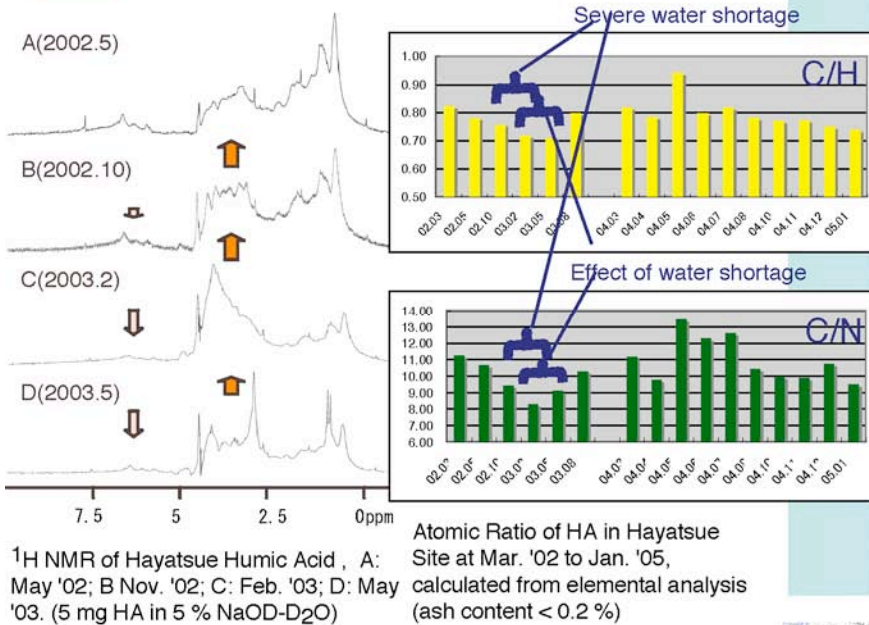 Severe water shortage
A(2002.5)
B(2002.10)
C(2003.2)
D(2003.5)
7.5 5 2.5 0ppm
C/H
1.00
0.90
0.80
0.70
0.60
0.50
02.03 02.05 02.10 03.02 03.05 03.08 04.03 04.04 04.05 04.06 04.07 04.08 04.10 04.11 04.12 05.01
Effect of water shortage
C/N
14.00
13.00
12.00
11.00
10.00
9.00
8.00
7.00
6.00
03.08 05.01
1H NMR of Hayatsue Humic Acid , A:
May '02; B Nov. '02; C: Feb. '03; D: May
'03. (5 mg HA in 5 % NaOD-D2O)
Atomic Ratio of HA in Hayatsue
Site at Mar. '02 to Jan. '05,
calculated from elemental analysis
(ash content < 0.2 %)